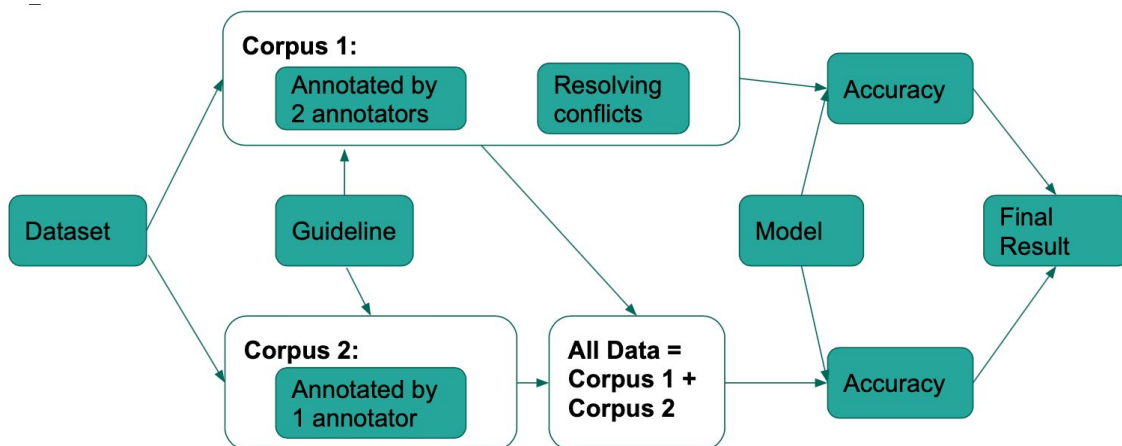 Corpus 1:
Annotated by
2 annotators
Resolving
conflicts
Accuracy
Dataset
Guideline
Model
Final
Result
Corpus 2:
Annotated by
1 annotator
All Data =
Corpus 1 +
Corpus 2
Accuracy